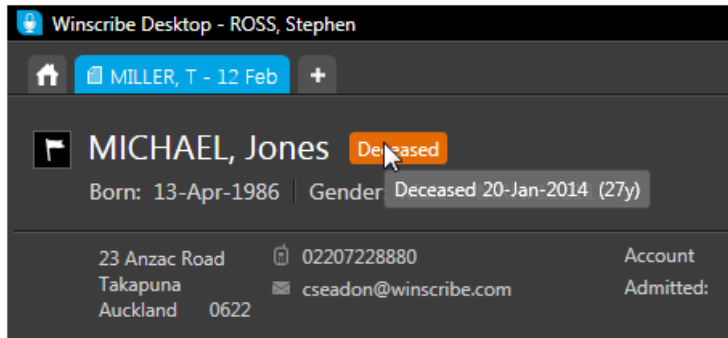 Winscribe Desktop - ROSS, Stephen
MILLER, T - 12 Feb +
MICHAEL, Jones Deceased
Born: 13-Apr-1986 Gender Deceased 20-Jan-2014 (27y)
23 Anzac Road 02207228880 Account
Takapuna cseadon@winscribe.com Admitted:
Auckland 0622